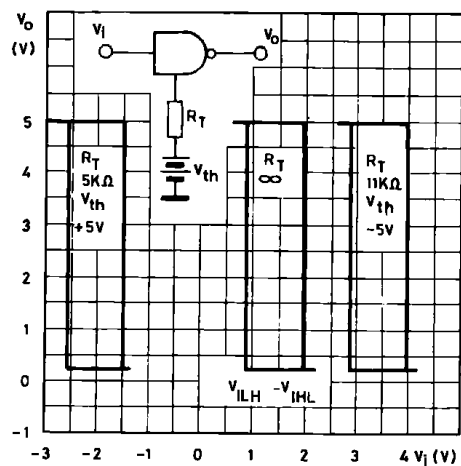 V₀
(V)
Vᵢ
V₀
R_T
V_th
5
4
3
2
1
0
-1
R_T
5KΩ
V_th
+5V
R_T
∞
R_T
11KΩ
V_th
-5V
V_ILH -V_IHL
-3 -2 -1 0 1 2 3 4 Vᵢ (V)